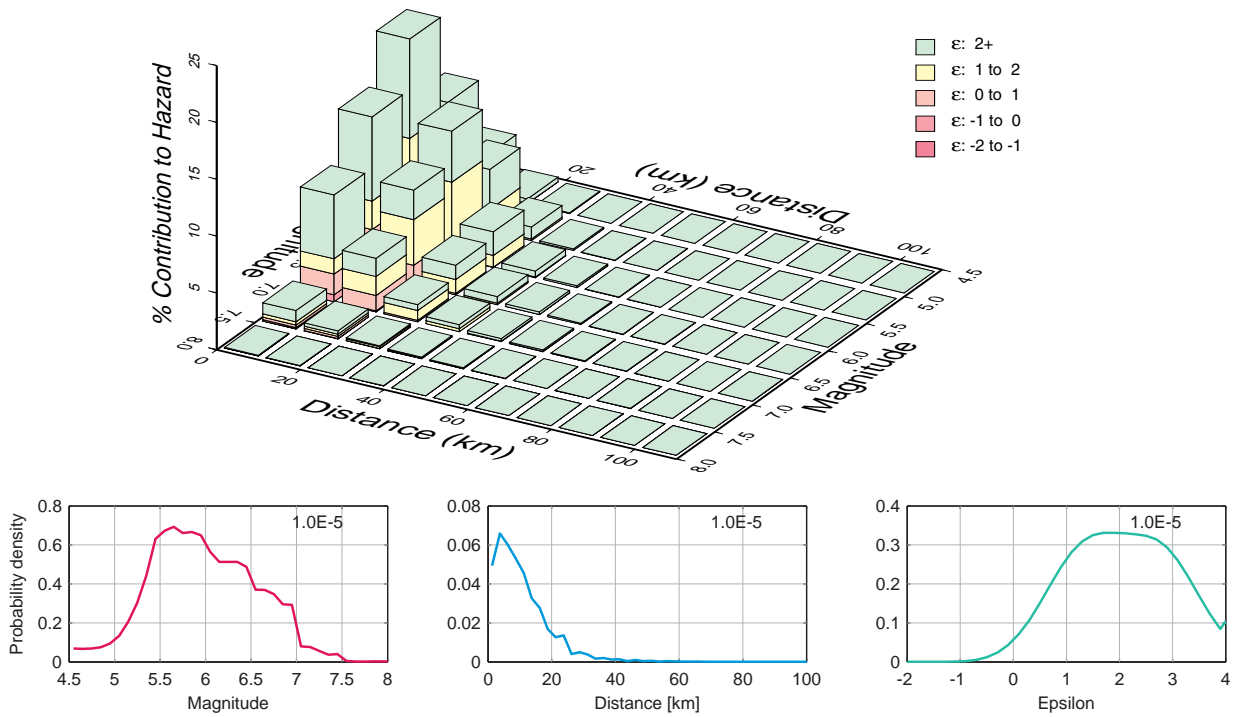 25
20
15
10
5
% Contribution to Hazard
ε: 2+
ε: 1 to 2
ε: 0 to 1
ε: -1 to 0
ε: -2 to -1
20
40
60
80
100
Distance (km)
4.5
5.0
5.5
6.0
6.5
7.0
7.5
8.0
Magnitude
7.0
7.5
8.0
0
20
40
60
80
100
Distance (km)
Probability density
0.8
0.6
0.4
0.2
0
1.0E-5
4.5 5 5.5 6 6.5 7 7.5 8
Magnitude
0.08
0.06
0.04
0.02
0
1.0E-5
0 20 40 60 80 100
Distance [km]
0.4
0.3
0.2
0.1
0
1.0E-5
-2 -1 0 1 2 3 4
Epsilon